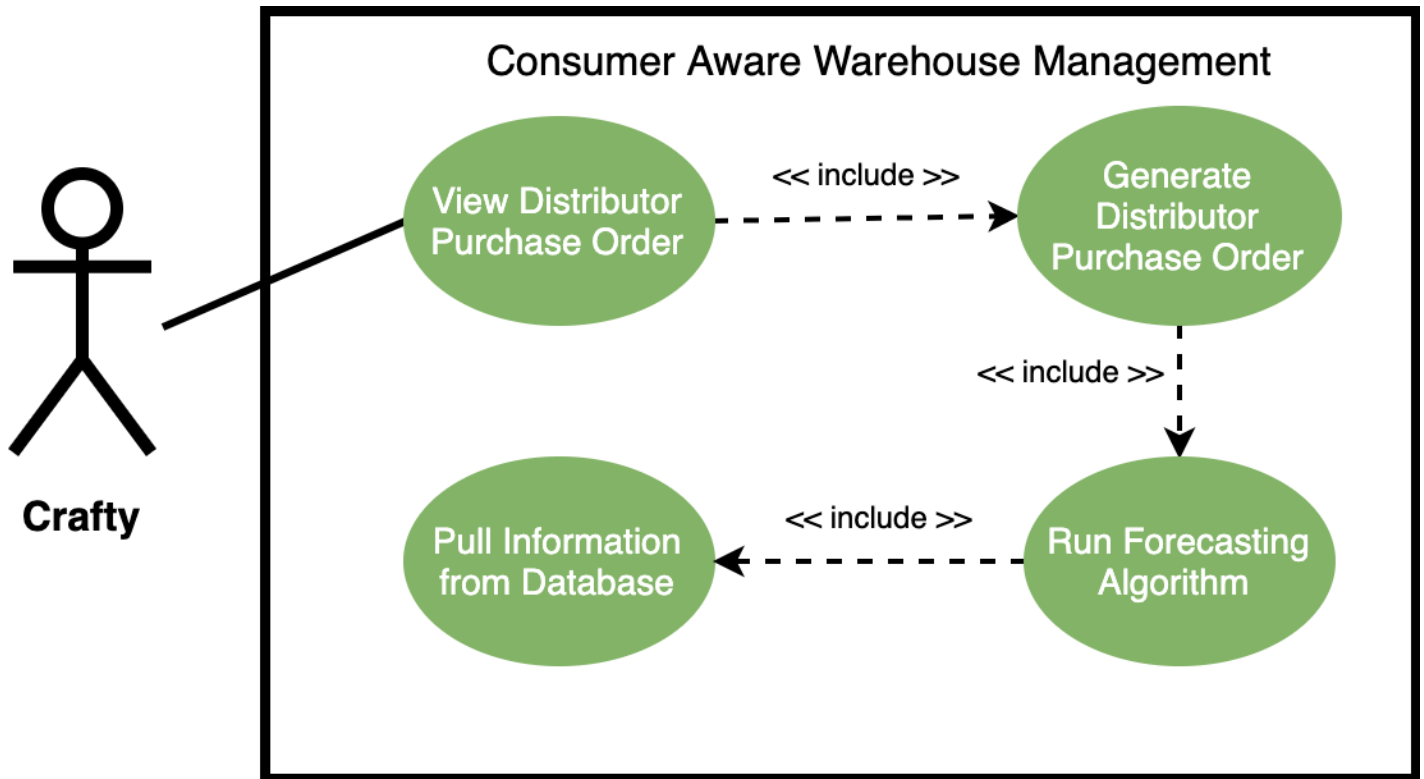 Consumer Aware Warehouse Management
View Distributor
Purchase Order
<< include >>
Generate
Distributor
Purchase Order
<< include >>
Crafty
Pull Information
from Database
<< include >>
Run Forecasting
Algorithm